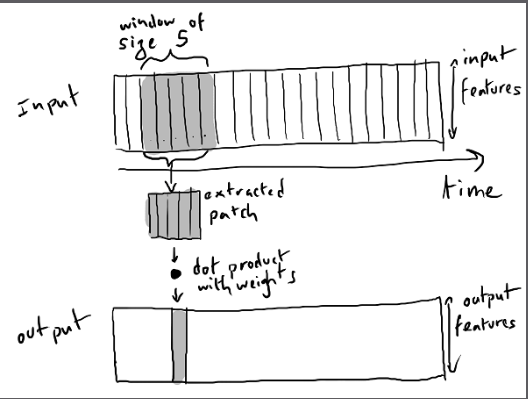 window of
size 5
Input
input
features
time
extracted
patch
dot product
with weights
output
output
features